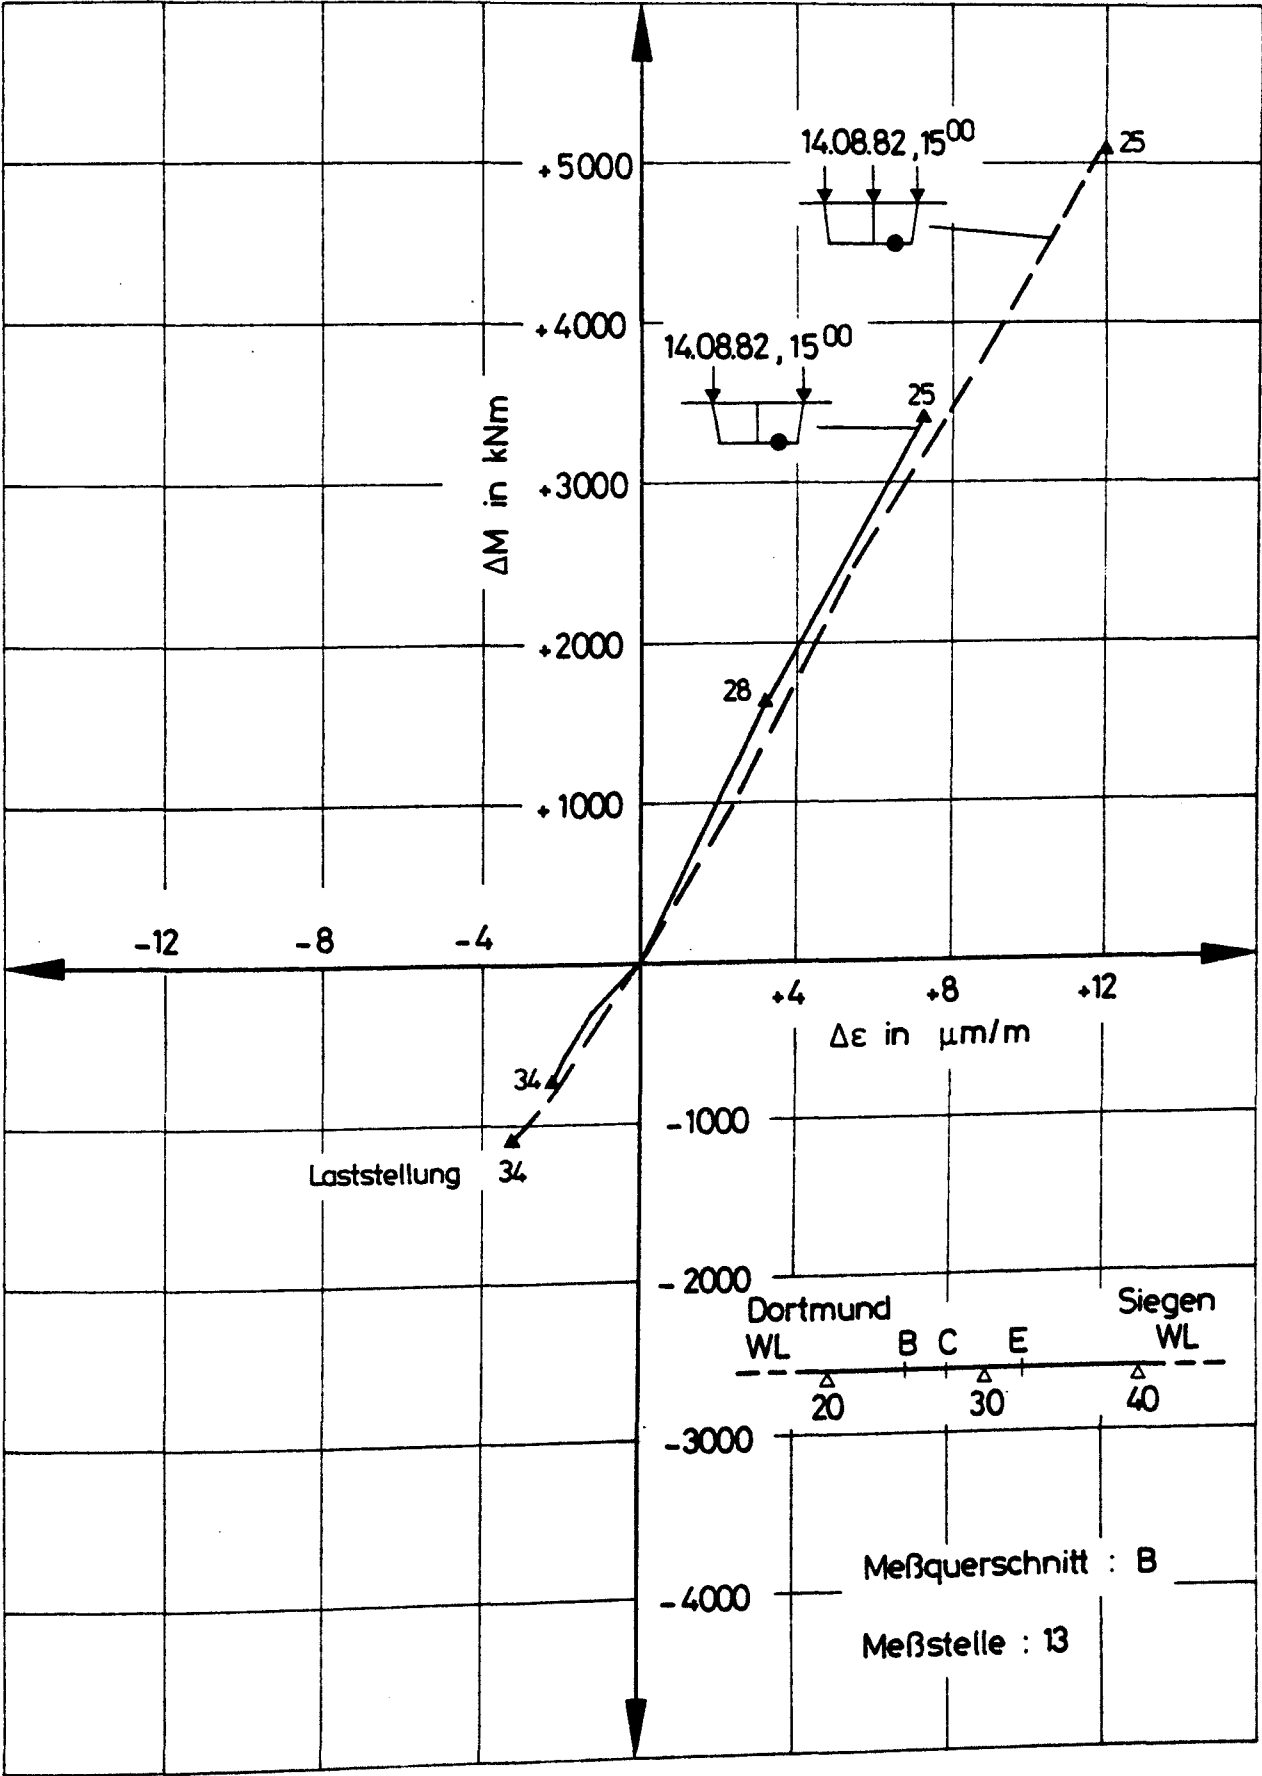 14.08.82, 15⁰⁰
25
+5000
+4000
14.08.82, 15⁰⁰
25
ΔM in kNm
+3000
+2000
28
+1000
-12 -8 -4
+4 +8 +12
Δε in μm/m
34
-1000
Laststellung 34
-2000
Dortmund Siegen
WL B C E WL
20 30 40
-3000
Meßquerschnitt : B
-4000
Meßstelle : 13